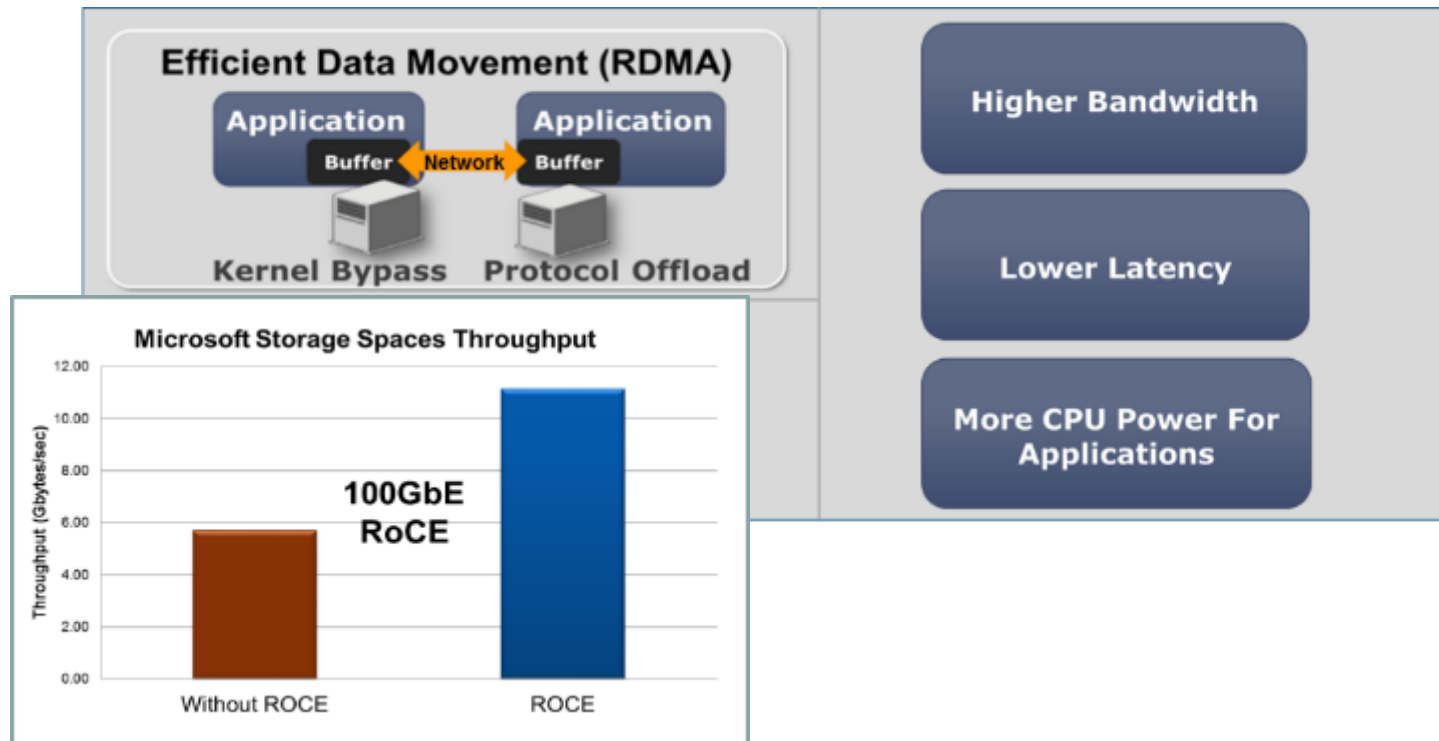 Efficient Data Movement (RDMA)
Application
Application
Buffer
Network
Buffer
Kernel Bypass
Protocol Offload
Higher Bandwidth
Lower Latency
More CPU Power For
Applications
Microsoft Storage Spaces Throughput
Throughput (Gbytes/sec)
12.00
10.00
8.00
6.00
4.00
2.00
0.00
100GbE
RoCE
Without ROCE
ROCE